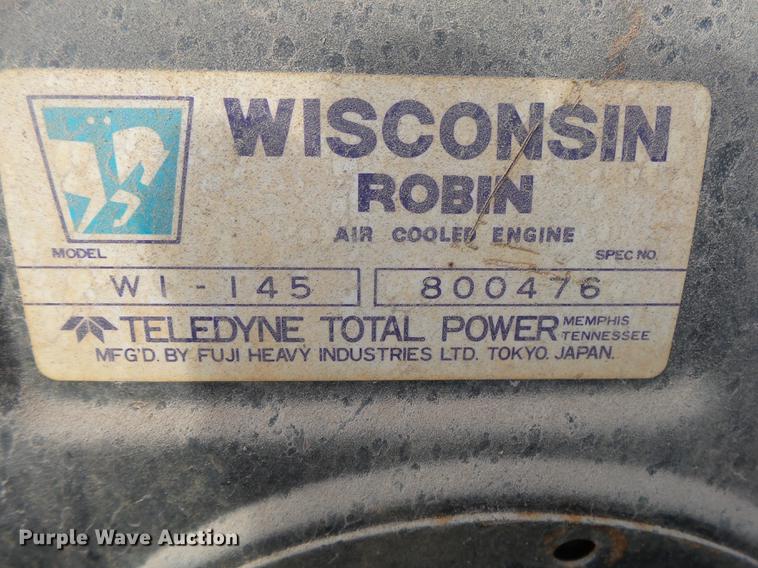 WISCONSIN
ROBIN
AIR COOLED ENGINE
MODEL SPEC NO.
W1-145 800476
TELEDYNE TOTAL POWER MEMPHIS TENNESSEE
MFG'D. BY FUJI HEAVY INDUSTRIES LTD. TOKYO. JAPAN.
Purple Wave Auction